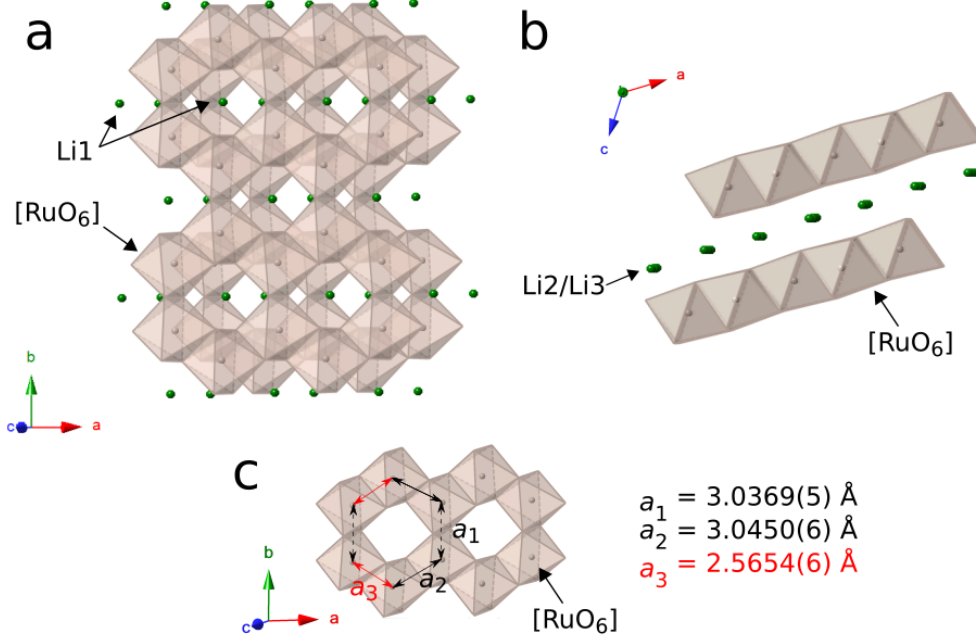 a
Li1
[RuO6]
b
c
a
b
a
c
Li2/Li3
[RuO6]
c
a1
a2
a3
[RuO6]
b
c
a
a1 = 3.0369(5) Å
a2 = 3.0450(6) Å
a3 = 2.5654(6) Å